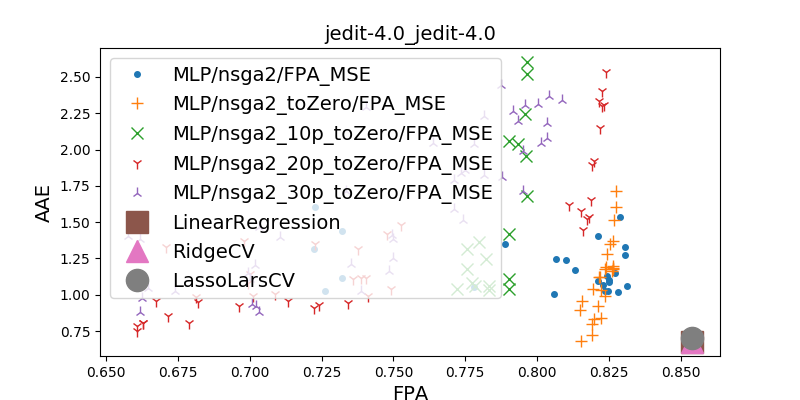 jedit-4.0_jedit-4.0
AAE
2.50
2.25
2.00
1.75
1.50
1.25
1.00
0.75
MLP/nsga2/FPA_MSE
MLP/nsga2_toZero/FPA_MSE
MLP/nsga2_10p_toZero/FPA_MSE
MLP/nsga2_20p_toZero/FPA_MSE
MLP/nsga2_30p_toZero/FPA_MSE
LinearRegression
RidgeCV
LassoLarsCV
0.650 0.675 0.700 0.725 0.750 0.775 0.800 0.825 0.850
FPA